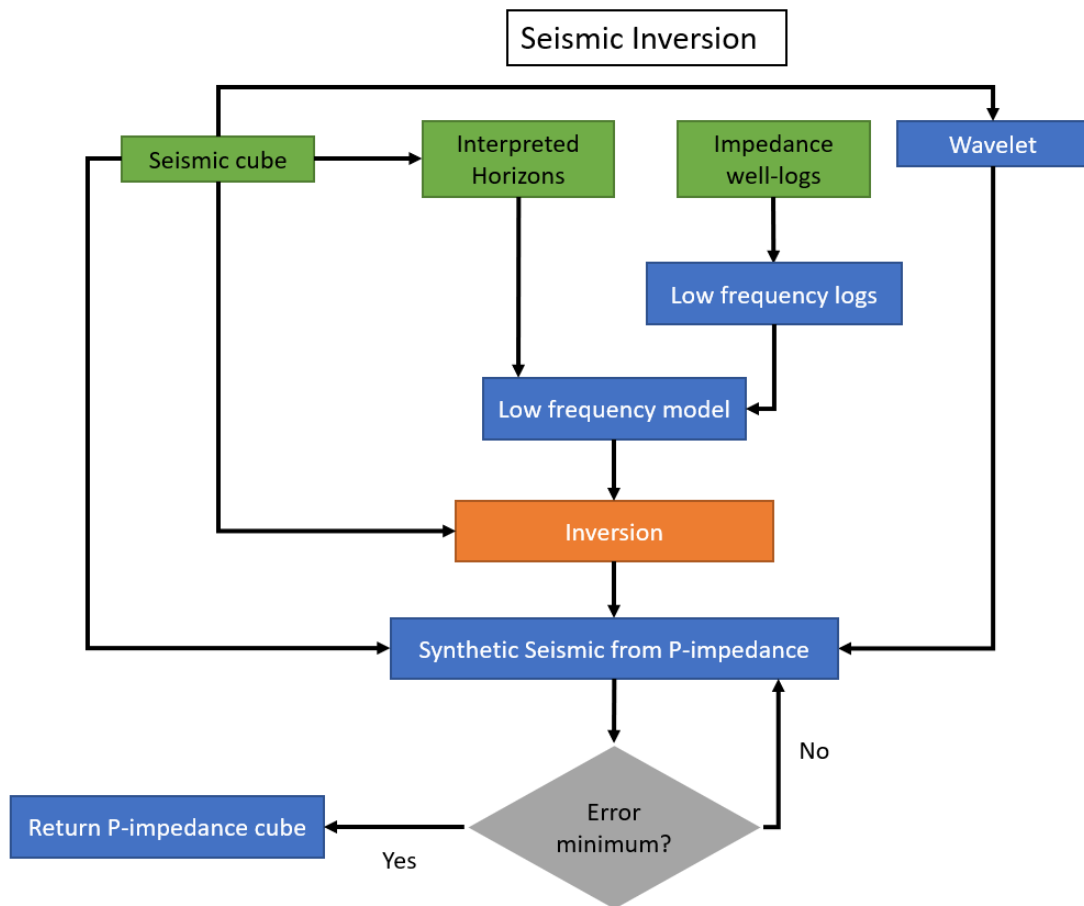 Seismic Inversion
Seismic cube
Interpreted
Horizons
Impedance
well-logs
Wavelet
Low frequency logs
Low frequency model
Inversion
Synthetic Seismic from P-impedance
No
Error
minimum?
Return P-impedance cube
Yes